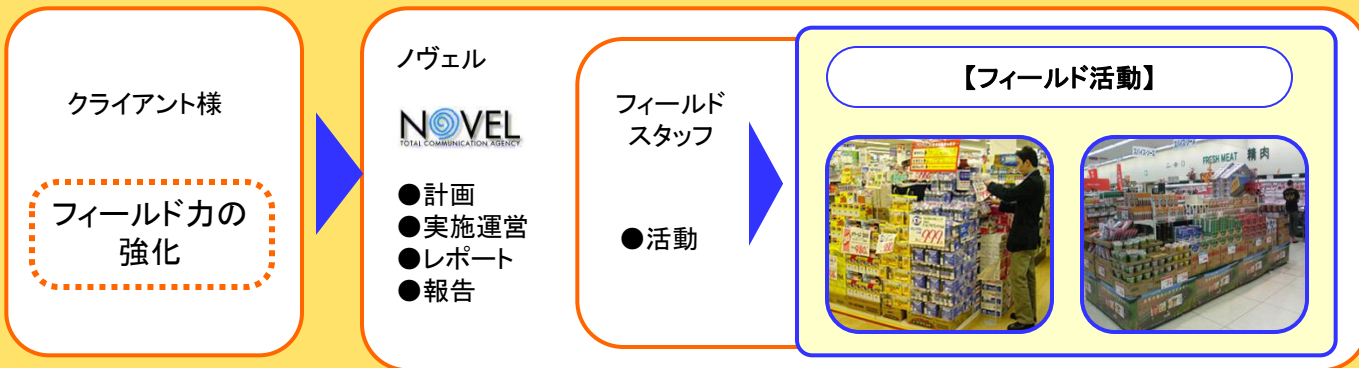 クライアント様
フィールド力の
強化
ノヴェル
NOVEL
TOTAL COMMUNICATION AGENCY
●計画
●実施運営
●レポート
●報告
フィールド
スタッフ
●活動
【フィールド活動】
999
FRESH MEAT 精肉